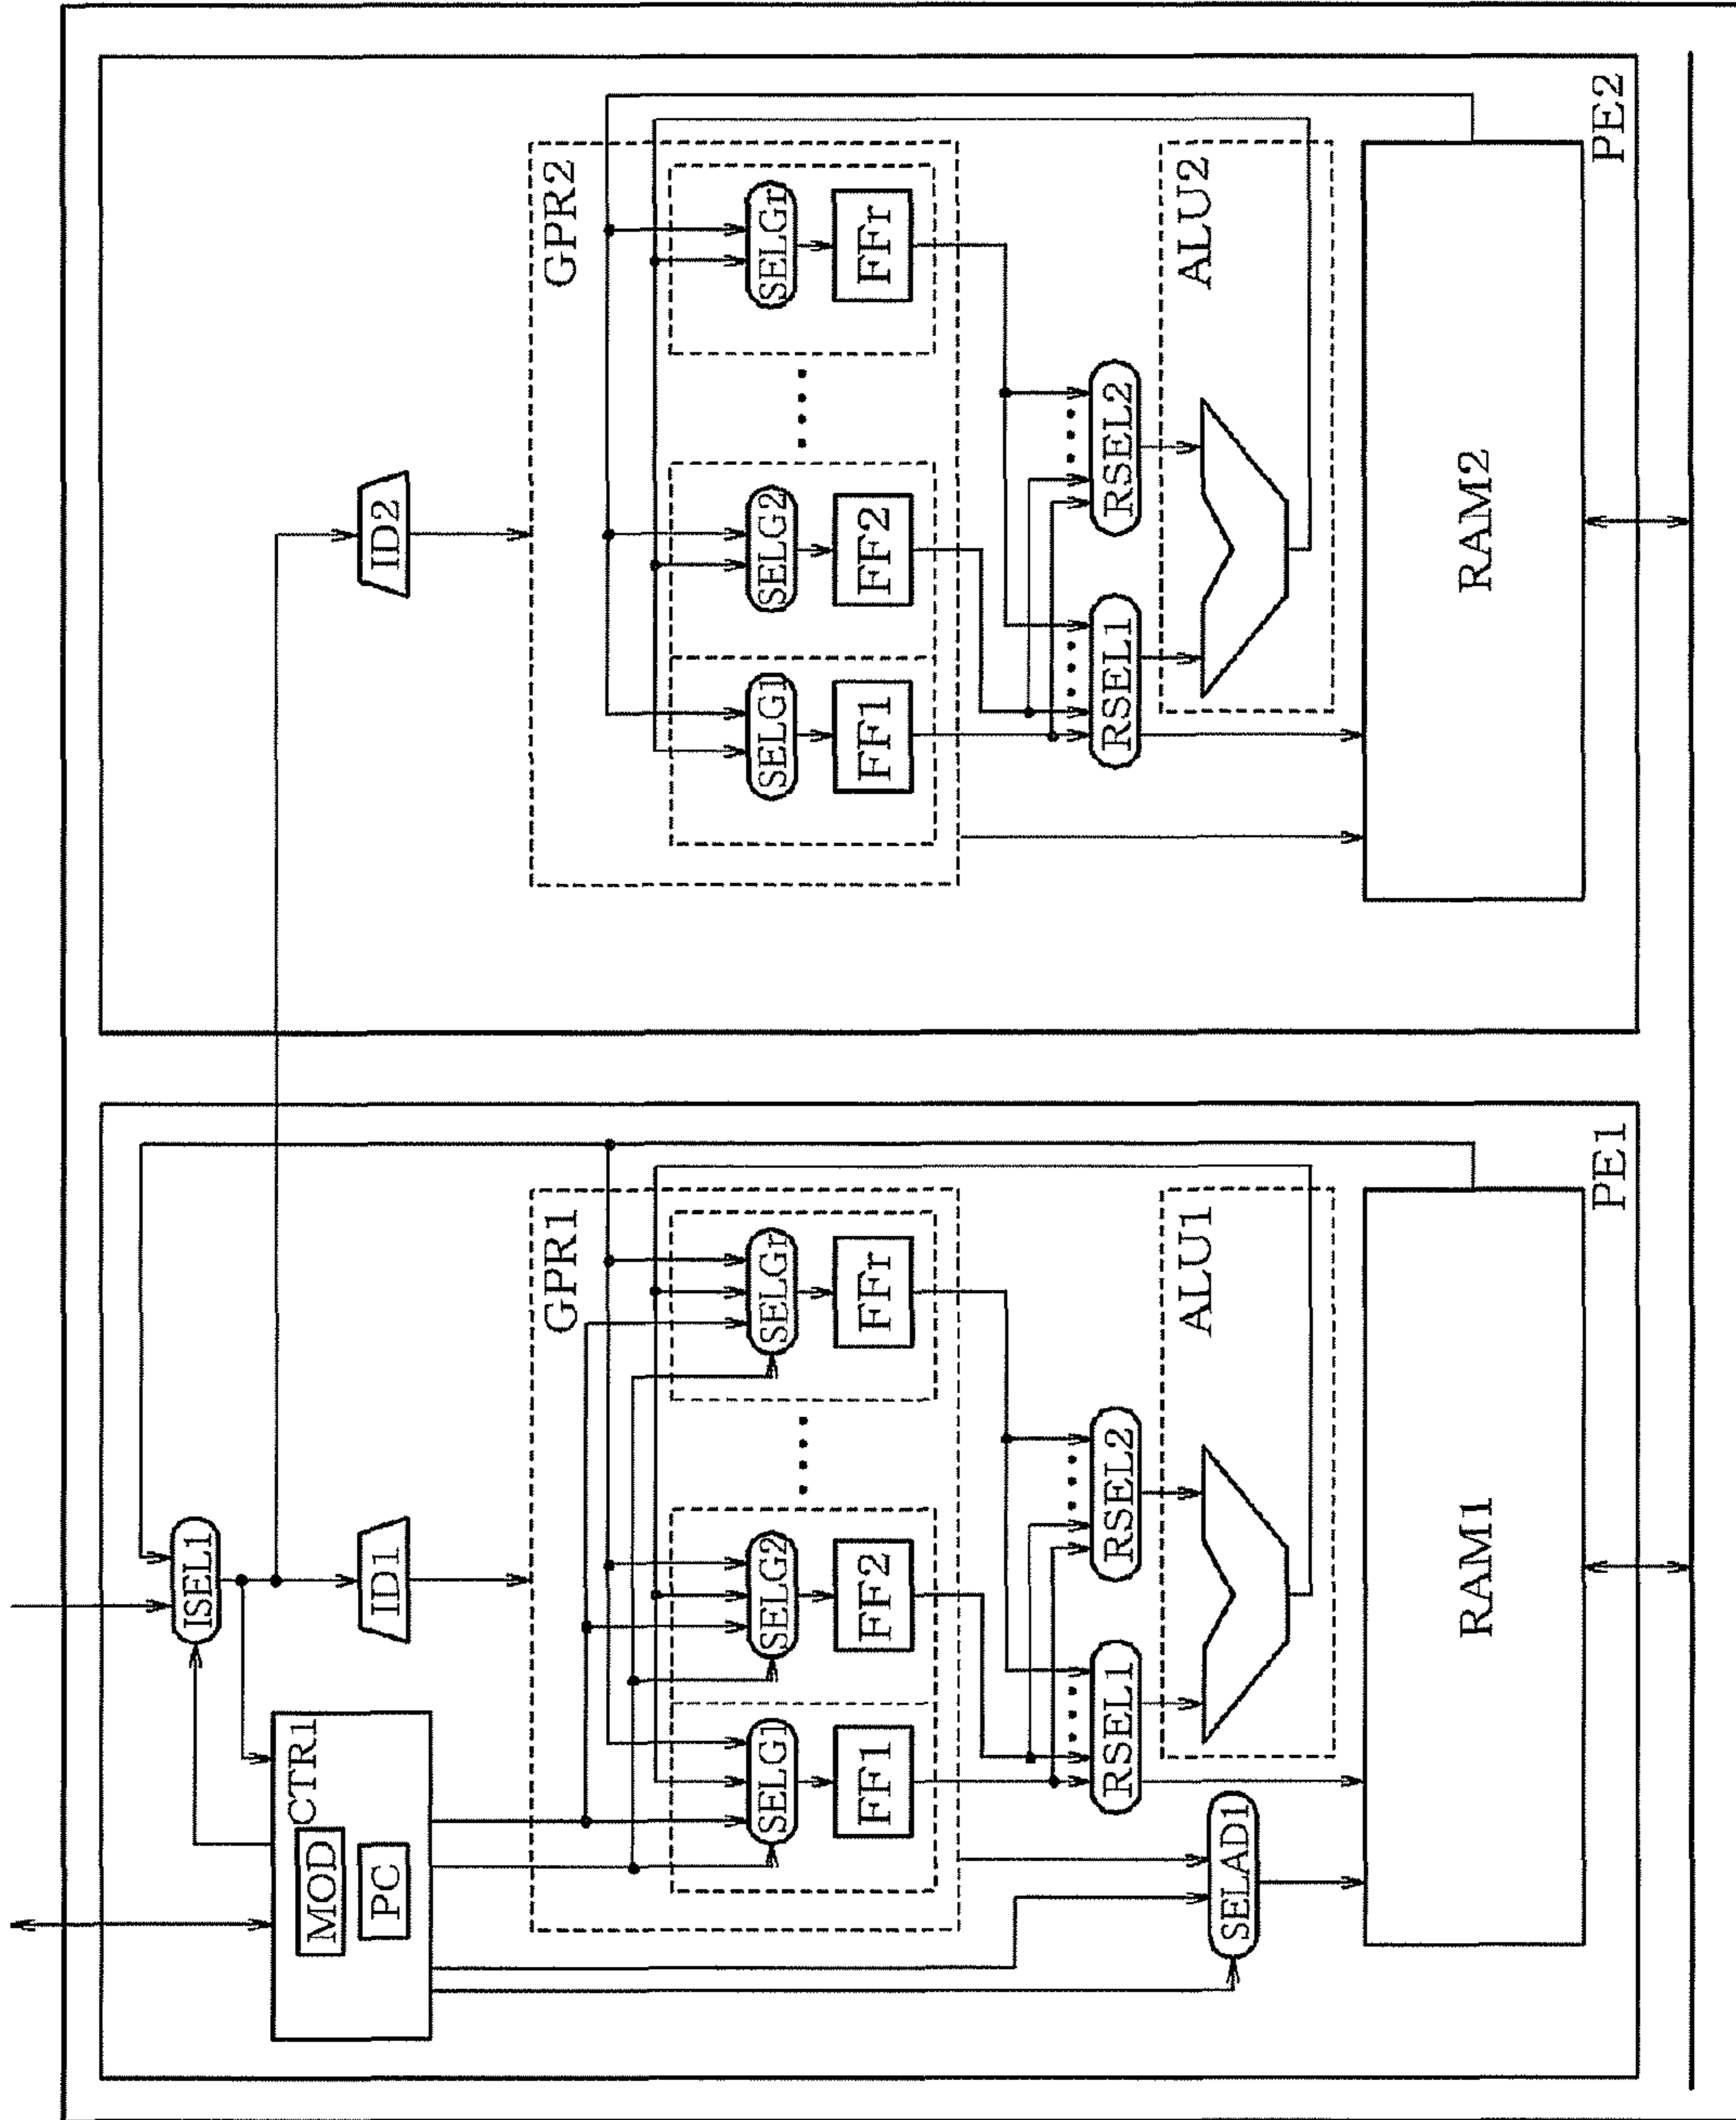 CTR1
MOD
PC
ISEL1
ID1
GPR1
SELG1
SELG2
SELGr
FF1
FF2
FFr
RSEL1
RSEL2
SELAD1
ALU1
RAM1
PE1
ID2
GPR2
SELG1
SELG2
SELGr
FF1
FF2
FFr
RSEL1
RSEL2
ALU2
RAM2
PE2